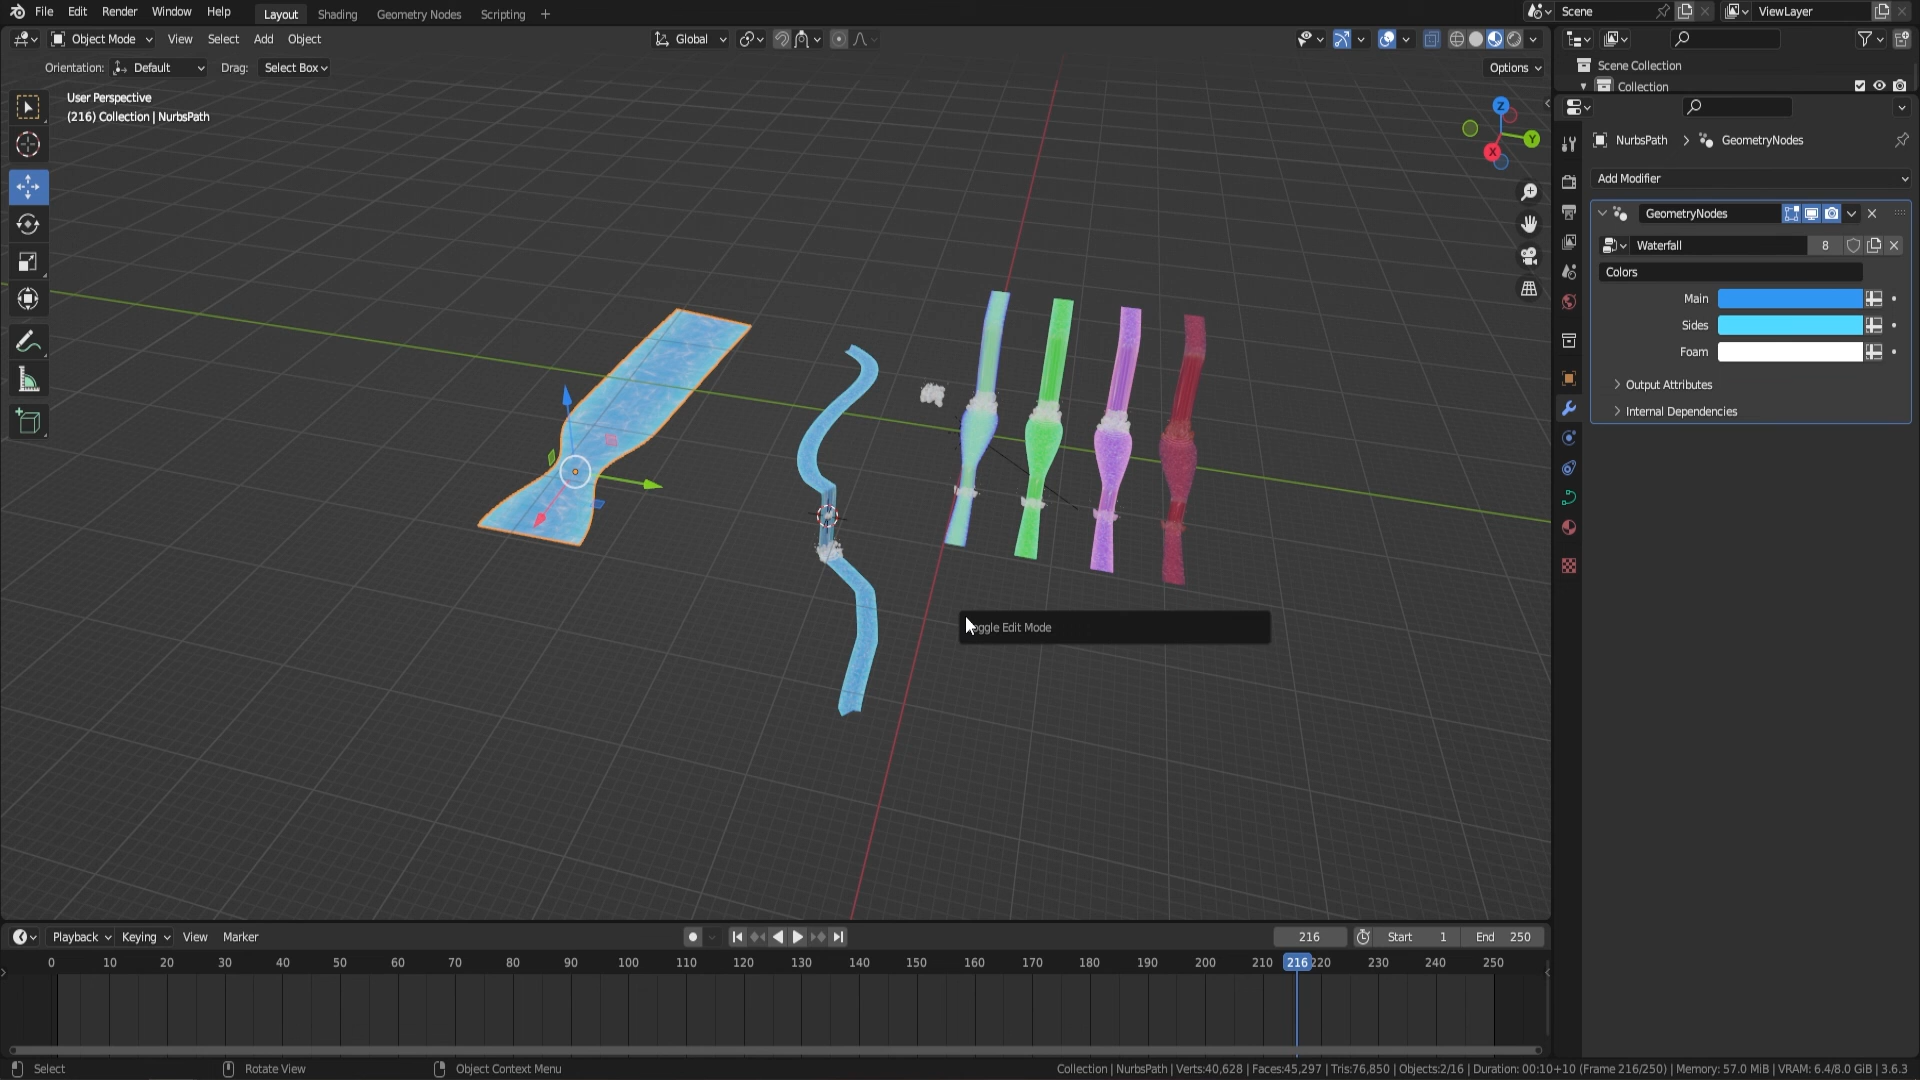 File Edit Render Window Help Layout Shading Geometry Nodes Scripting + Scene ViewLayer
Object Mode View Select Add Object Global
Orientation: Default Drag: Select Box Options
Scene Collection
Collection
User Perspective
(216) Collection | NurbsPath
Z
Y
X
NurbsPath > GeometryNodes
Add Modifier
GeometryNodes
Waterfall 8
Colors
Main
Sides
Foam
Output Attributes
Internal Dependencies
Edit Mode
Playback Keying View Marker 216 Start 1 End 250
0 10 20 30 40 50 60 70 80 90 100 110 120 130 140 150 160 170 180 190 200 210 216 220 230 240 250
Select Rotate View Object Context Menu Collection | NurbsPath | Verts:40,628 | Faces:45,297 | Tris:76,850 | Objects:2/16 | Duration: 00:10+10 (Frame 216/250) | Memory: 57.0 MiB | VRAM: 6.4/8.0 GiB | 3.6.3